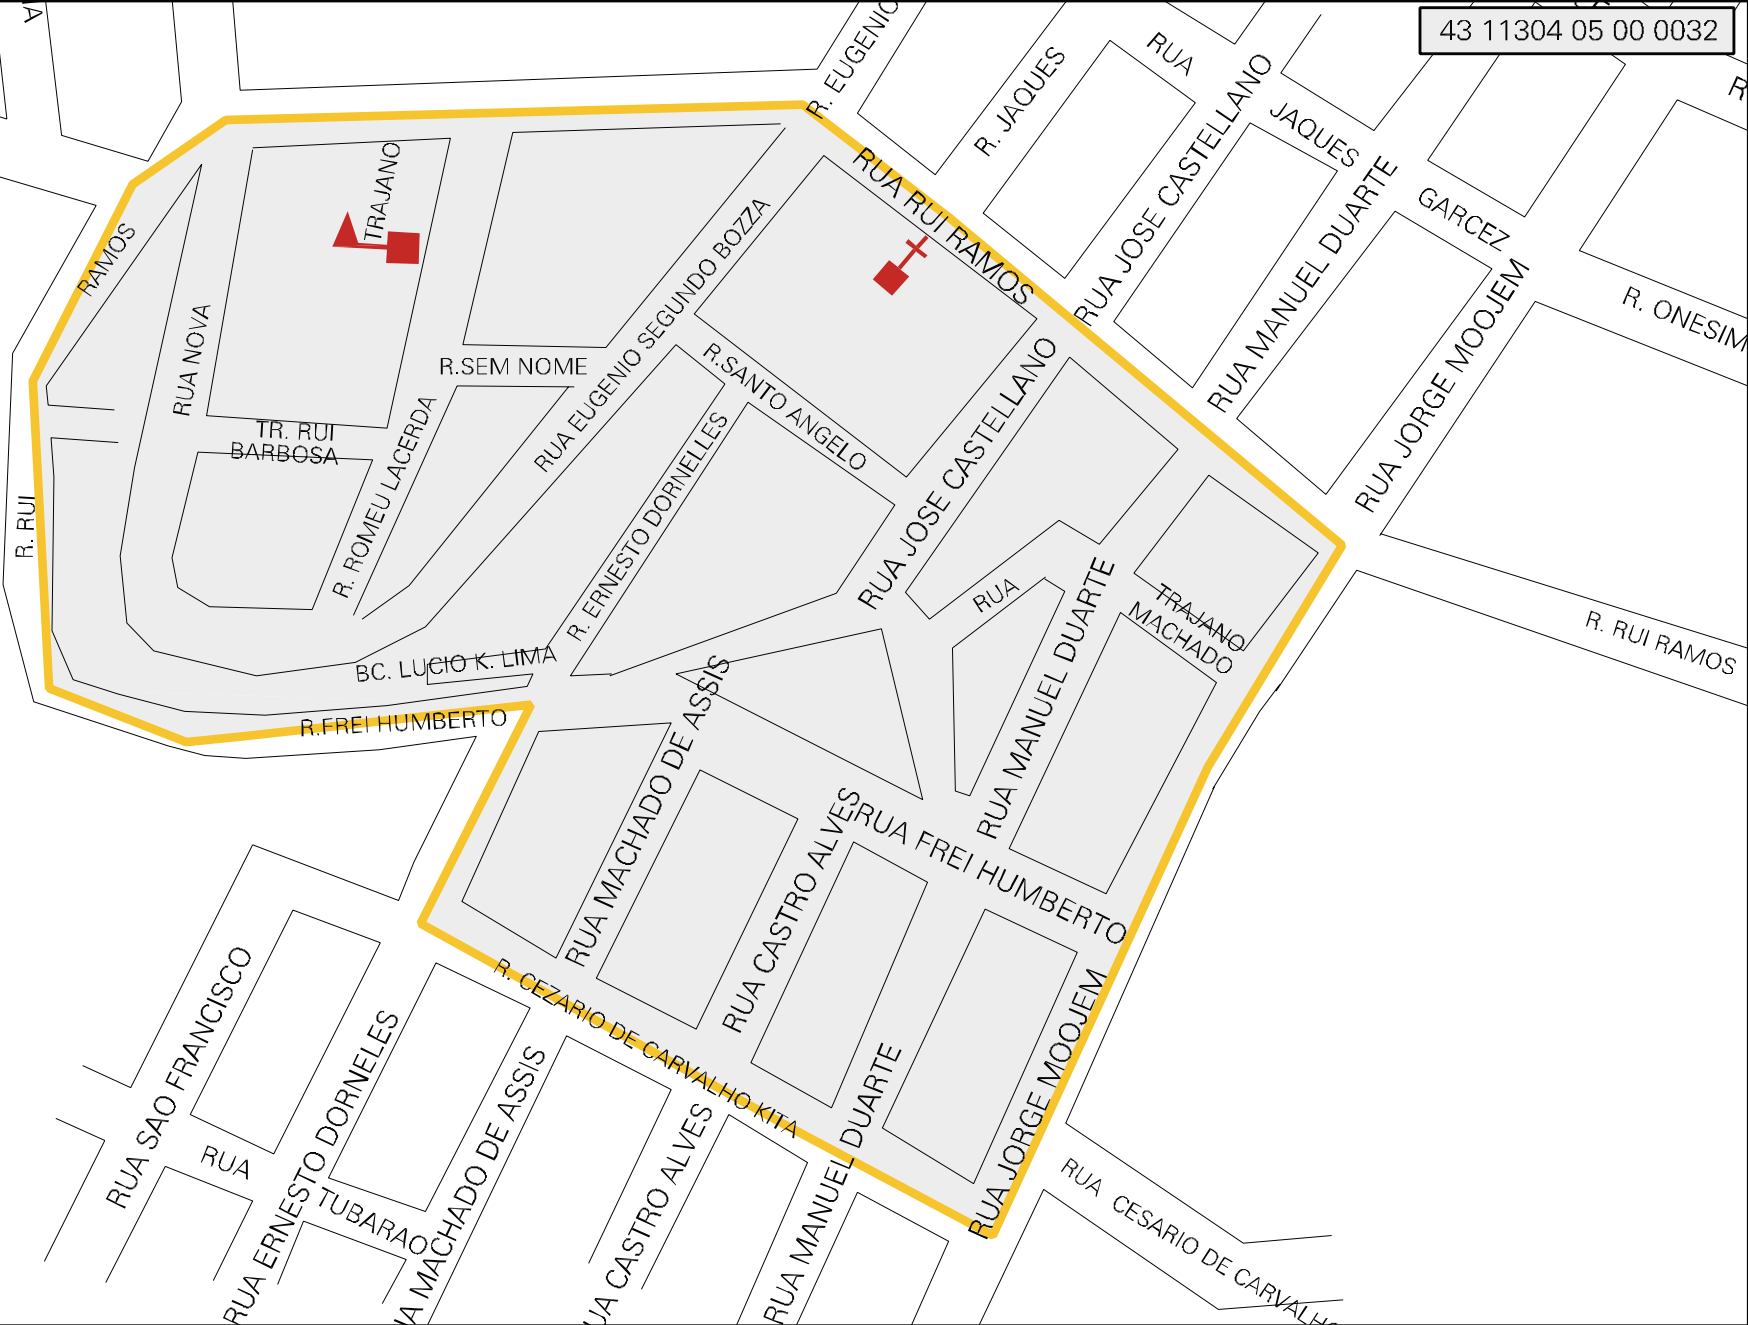 43 11304 05 00 0032
R. EUGENIO
R. JAQUES
RUA
JAQUES
GARCEZ
RUA JOSE CASTELLANO
RUA MANUEL DUARTE
RUA JORGE MOOJEM
R. ONESIM
R. RUI RAMOS
RUA RUI RAMOS
TRAJANO
RAMOS
R. RUI
RUA NOVA
R.SEM NOME
TR. RUI
BARBOSA
R. ROMEU LACERDA
RUA EUGENIO SEGUNDO BOZZA
R.SANTO ANGELO
R. ERNESTO DORNELLES
RUA JOSE CASTELLANO
RUA
TRAJANO
MACHADO
RUA MANUEL DUARTE
BC. LUCIO K. LIMA
R.FREI HUMBERTO
RUA MACHADO DE ASSIS
RUA CASTRO ALVES
RUA FREI HUMBERTO
R. CEZARIO DE CARVALHO KITA
RUA JORGE MOOJEM
RUA SAO FRANCISCO
RUA ERNESTO DORNELES
RUA
TUBARAO
UA MACHADO DE ASSIS
UA CASTRO ALVES
RUA MANUEL DUARTE
RUA CESARIO DE CARVALHO